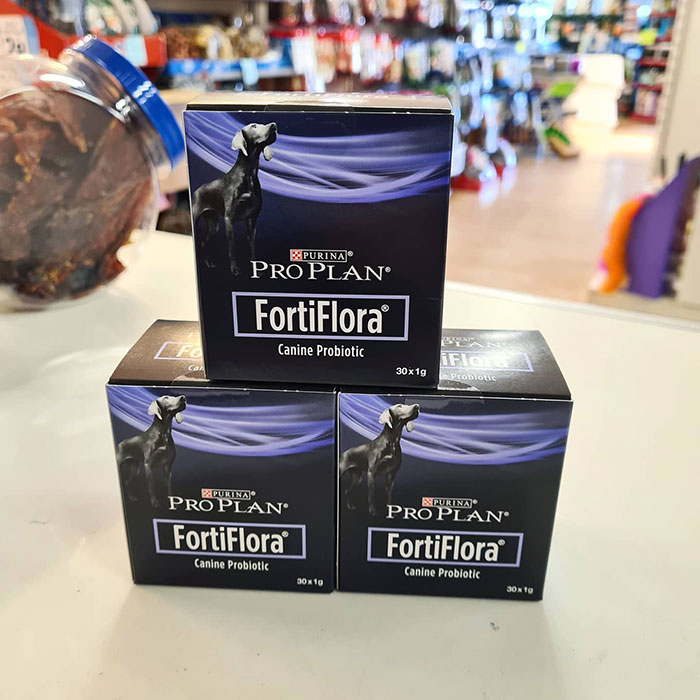 PURINA®
PRO PLAN®
FortiFlora®
Canine Probiotic
30 x 1g
PURINA®
PRO PLAN®
FortiFlora®
Canine Probiotic
30 x 1g
PURINA®
PRO PLAN®
FortiFlora®
Canine Probiotic
30 x 1g